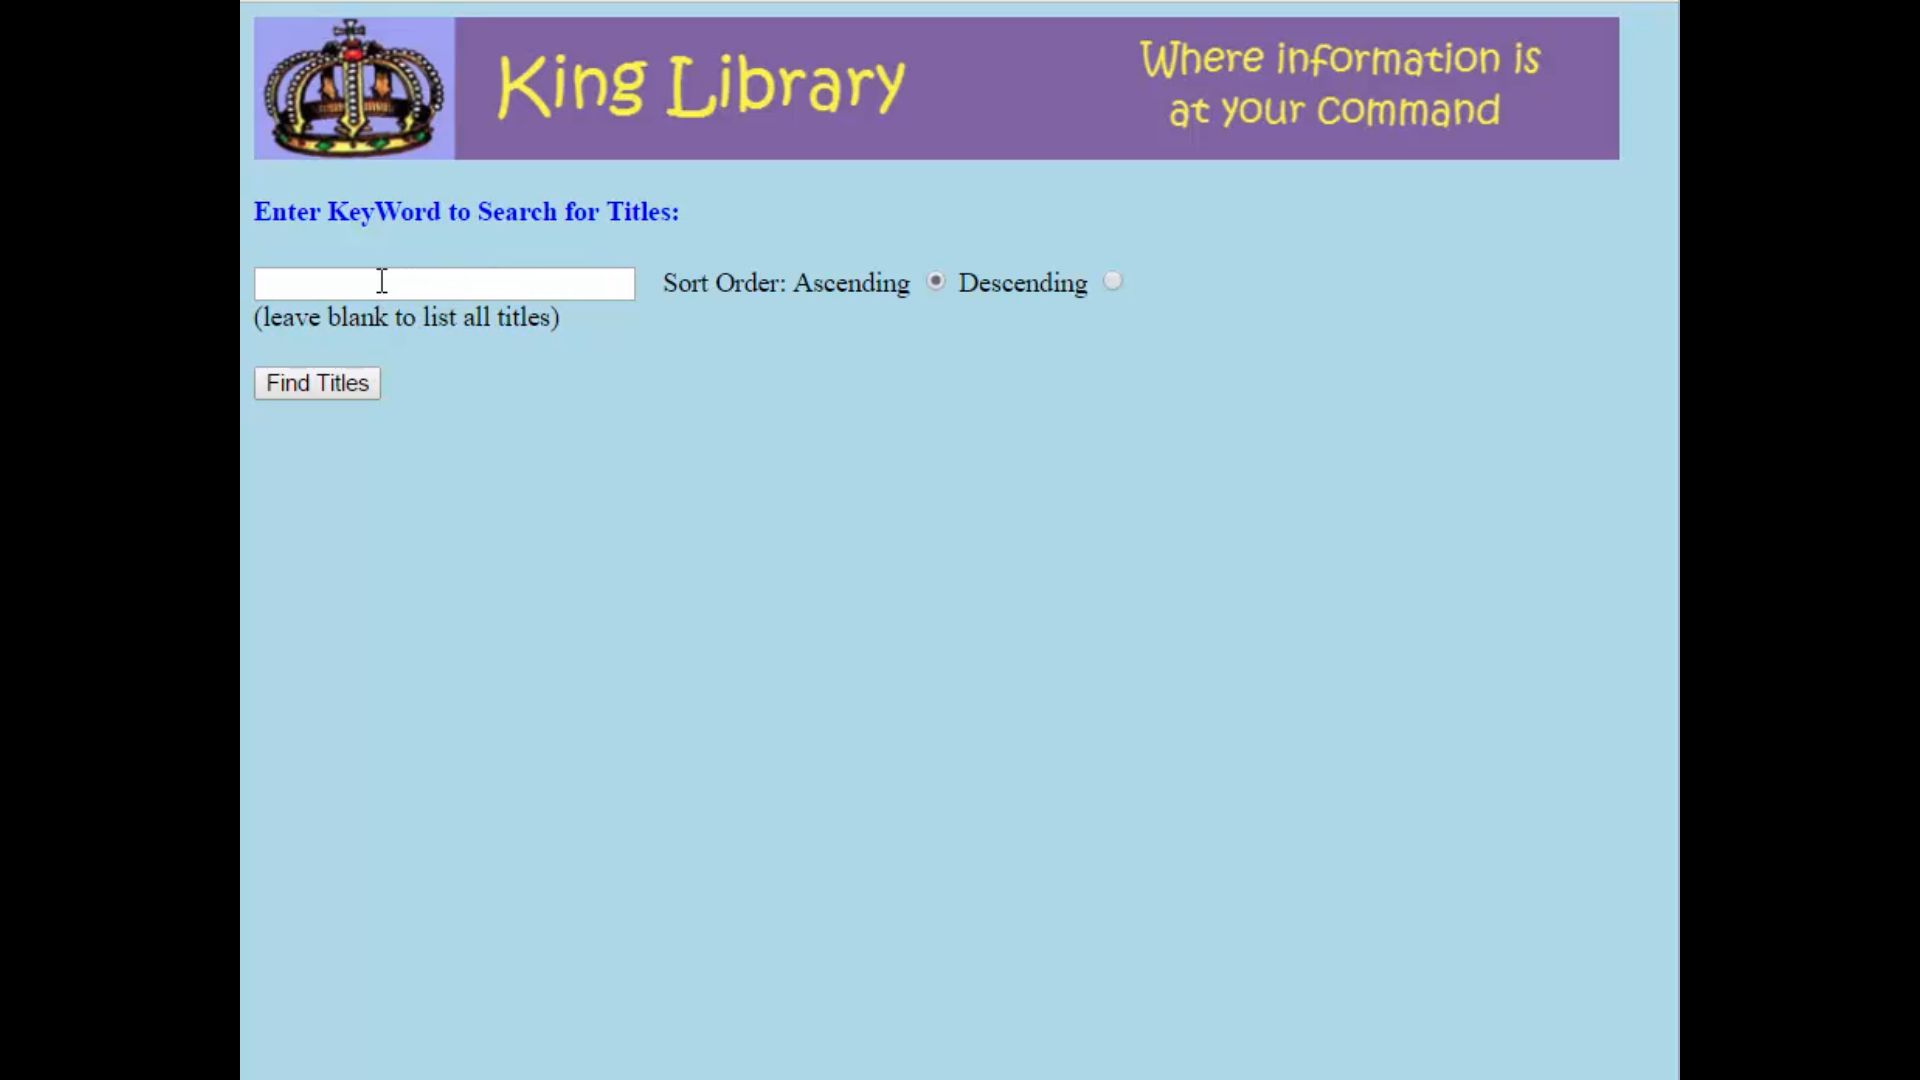 King Library
Where information is
at your command
Enter KeyWord to Search for Titles:
Sort Order: Ascending Descending
(leave blank to list all titles)
Find Titles